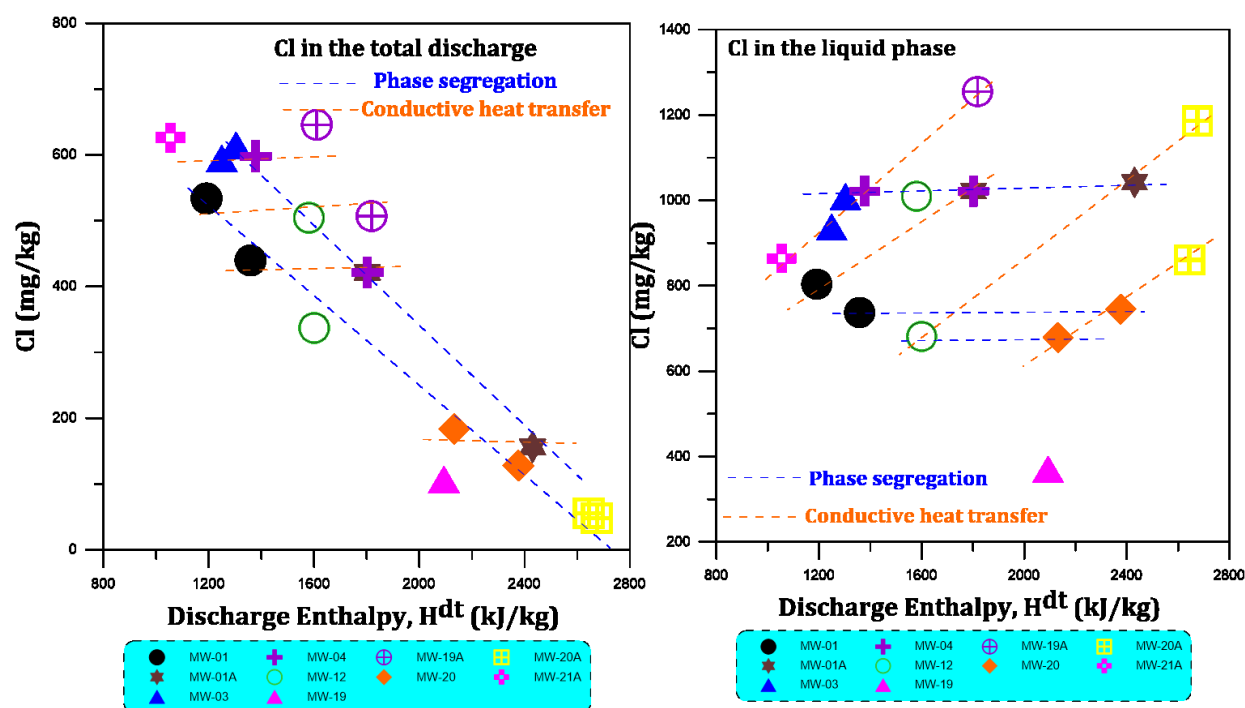 Cl in the total discharge
Phase segregation
Conductive heat transfer
800
600
400
200
0
Cl (mg/kg)
800
1200
1600
2000
2400
2800
Discharge Enthalpy, Hdt (kJ/kg)
MW-01
MW-04
MW-19A
MW-20A
MW-01A
MW-12
MW-20
MW-21A
MW-03
MW-19
Cl in the liquid phase
1400
1200
1000
800
600
400
200
Cl (mg/kg)
Phase segregation
Conductive heat transfer
800
1200
1600
2000
2400
2800
Discharge Enthalpy, Hdt (kJ/kg)
MW-01
MW-04
MW-19A
MW-20A
MW-01A
MW-12
MW-20
MW-21A
MW-03
MW-19